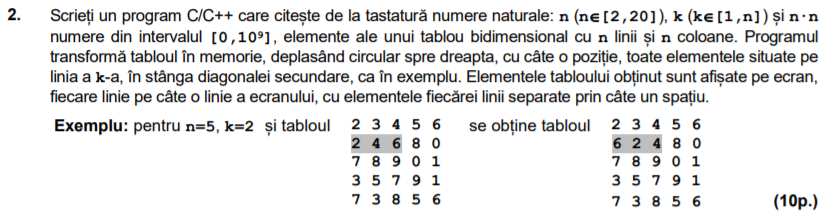 2. Scrieți un program C/C++ care citește de la tastatură numere naturale: n (n∈[2,20]), k (k∈[1,n]) și n·n
numere din intervalul [0,10⁹], elemente ale unui tablou bidimensional cu n linii și n coloane. Programul
transformă tabloul în memorie, deplasând circular spre dreapta, cu câte o poziție, toate elementele situate pe
linia a k-a, în stânga diagonalei secundare, ca în exemplu. Elementele tabloului obținut sunt afișate pe ecran,
fiecare linie pe câte o linie a ecranului, cu elementele fiecărei linii separate prin câte un spațiu.
Exemplu: pentru n=5, k=2 și tabloul 2 3 4 5 6 se obține tabloul 2 3 4 5 6
2 4 6 8 0 6 2 4 8 0
7 8 9 0 1 7 8 9 0 1
3 5 7 9 1 3 5 7 9 1
7 3 8 5 6 7 3 8 5 6 (10p.)